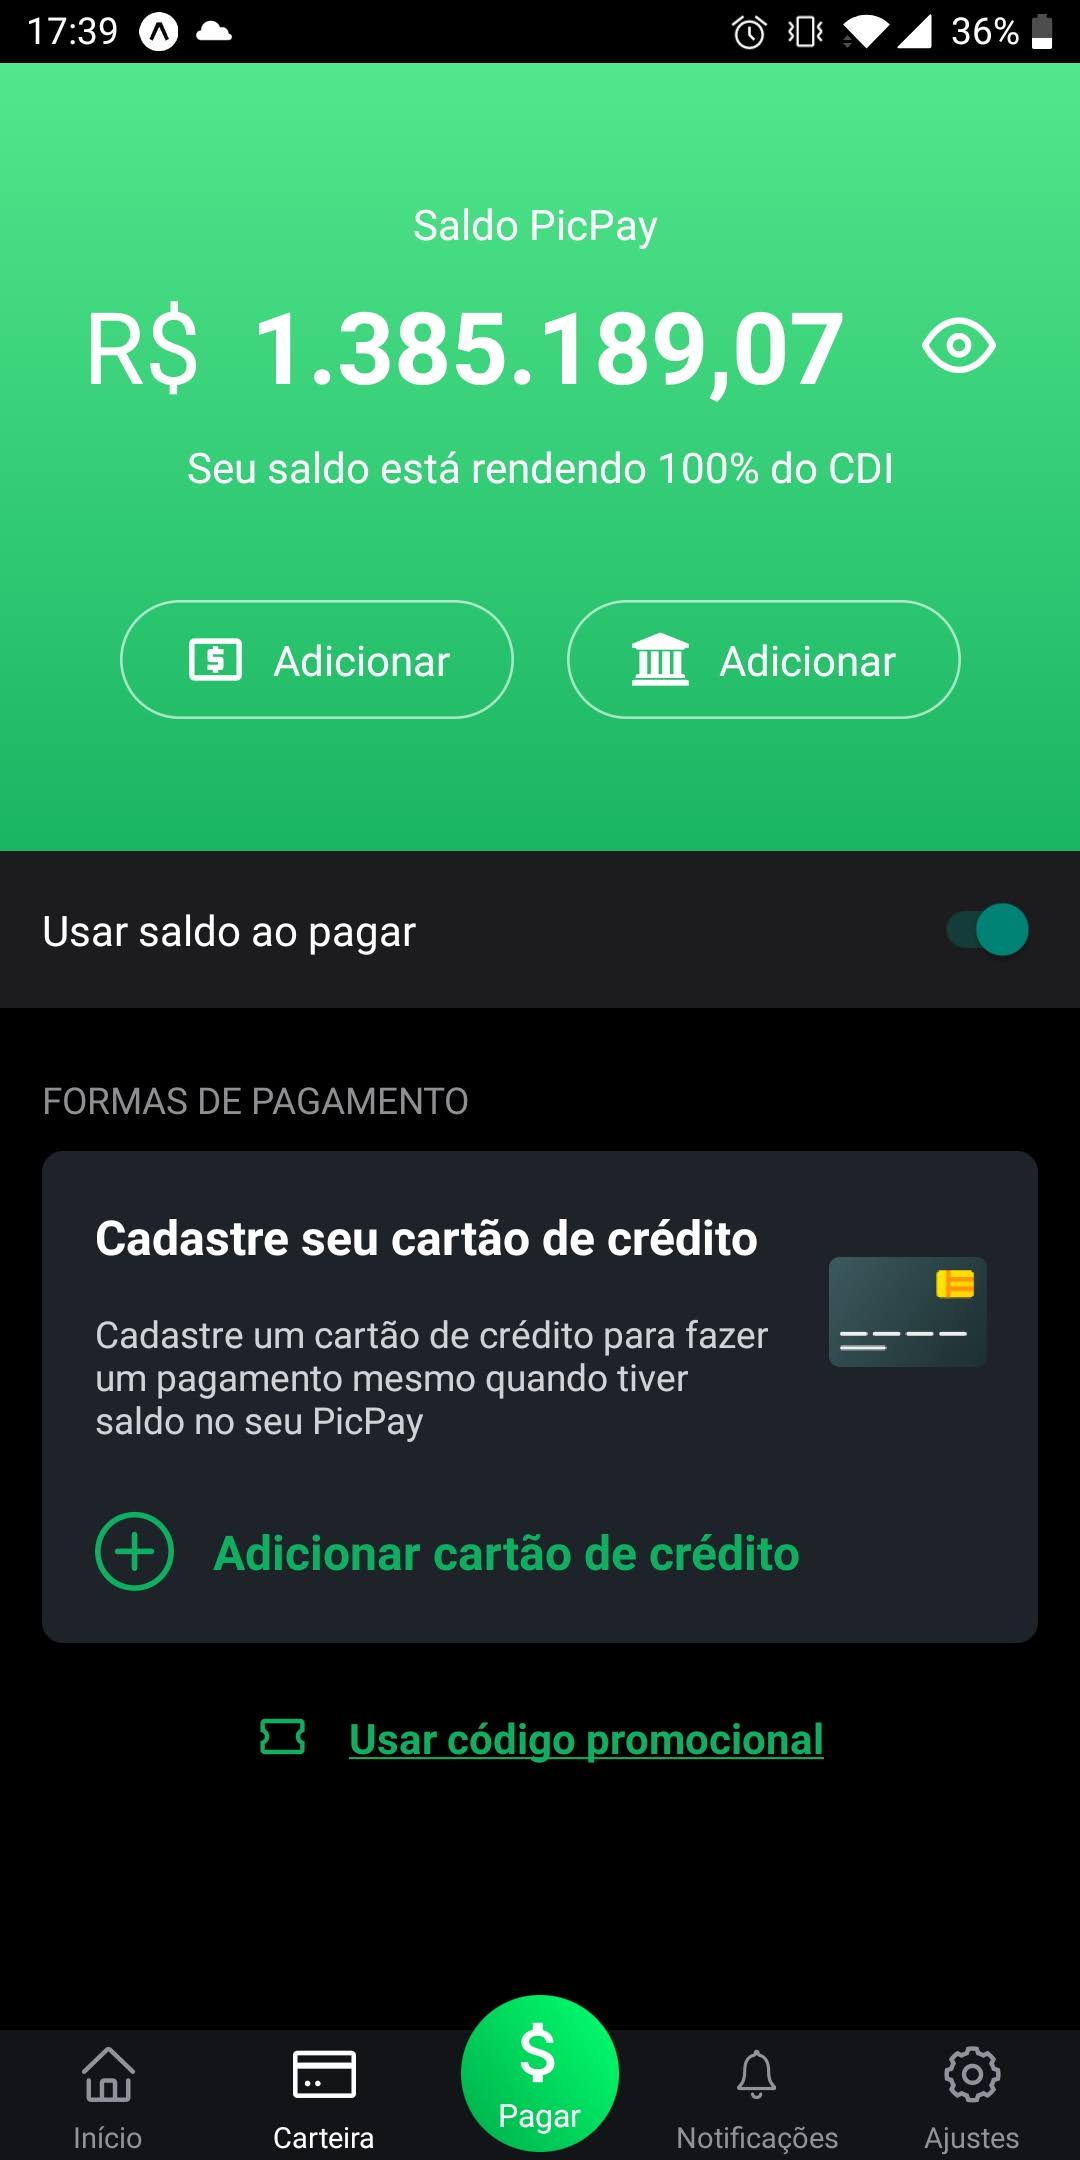 17:39
36%
Saldo PicPay
R$ 1.385.189,07
Seu saldo está rendendo 100% do CDI
Adicionar
Adicionar
Usar saldo ao pagar
FORMAS DE PAGAMENTO
Cadastre seu cartão de crédito
Cadastre um cartão de crédito para fazer
um pagamento mesmo quando tiver
saldo no seu PicPay
Adicionar cartão de crédito
Usar código promocional
Início
Carteira
Pagar
Notificações
Ajustes